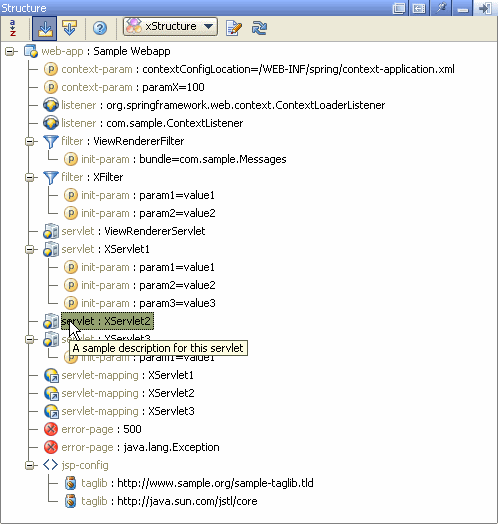 Structure
a
z
xStructure
web-app : Sample Webapp
context-param : contextConfigLocation=/WEB-INF/spring/context-application.xml
context-param : paramX=100
listener : org.springframework.web.context.ContextLoaderListener
listener : com.sample.ContextListener
filter : ViewRendererFilter
init-param : bundle=com.sample.Messages
filter : XFilter
init-param : param1=value1
init-param : param2=value2
servlet : ViewRendererServlet
servlet : XServlet1
init-param : param1=value1
init-param : param2=value2
init-param : param3=value3
servlet : XServlet2
servlet : XServlet3
A sample description for this servlet
init-param : param1=value1
servlet-mapping : XServlet1
servlet-mapping : XServlet2
servlet-mapping : XServlet3
error-page : 500
error-page : java.lang.Exception
jsp-config
taglib : http://www.sample.org/sample-taglib.tld
taglib : http://java.sun.com/jstl/core